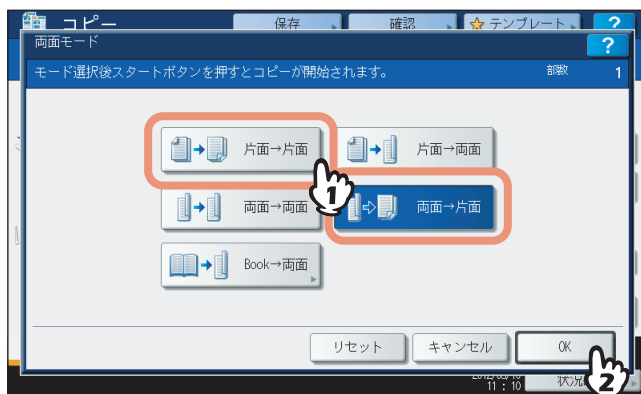 コピー 保存 確認 テンプレート ?
両面モード ?
モード選択後スタートボタンを押すとコピーが開始されます。 部数 1
片面→片面 片面→両面
1
両面→両面 両面→片面
Book→両面
リセット キャンセル OK
2
11 : 10 状況